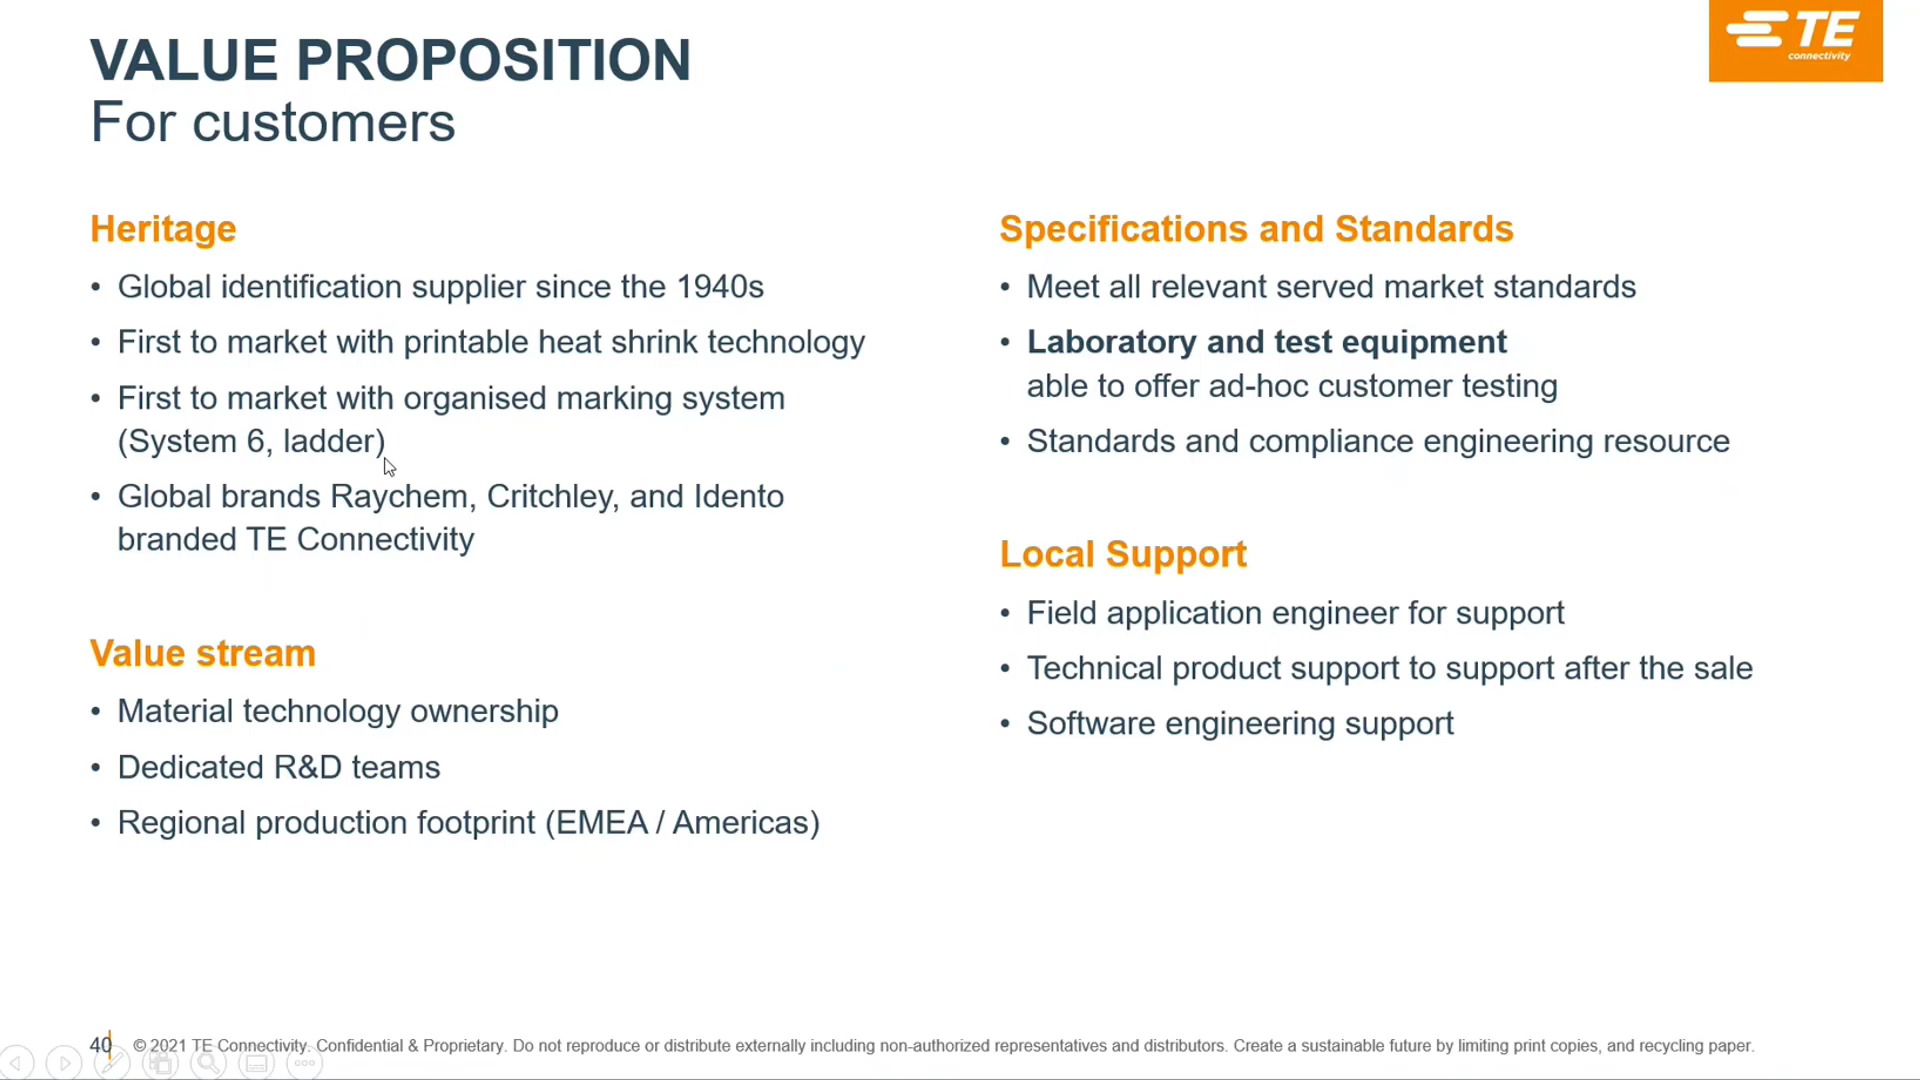 VALUE PROPOSITION
For customers
TE
connectivity
Heritage
• Global identification supplier since the 1940s
• First to market with printable heat shrink technology
• First to market with organised marking system
(System 6, ladder)
• Global brands Raychem, Critchley, and Idento
branded TE Connectivity
Value stream
• Material technology ownership
• Dedicated R&D teams
• Regional production footprint (EMEA / Americas)
Specifications and Standards
• Meet all relevant served market standards
• Laboratory and test equipment
able to offer ad-hoc customer testing
• Standards and compliance engineering resource
Local Support
• Field application engineer for support
• Technical product support to support after the sale
• Software engineering support
40 © 2021 TE Connectivity. Confidential & Proprietary. Do not reproduce or distribute externally including non-authorized representatives and distributors. Create a sustainable future by limiting print copies, and recycling paper.